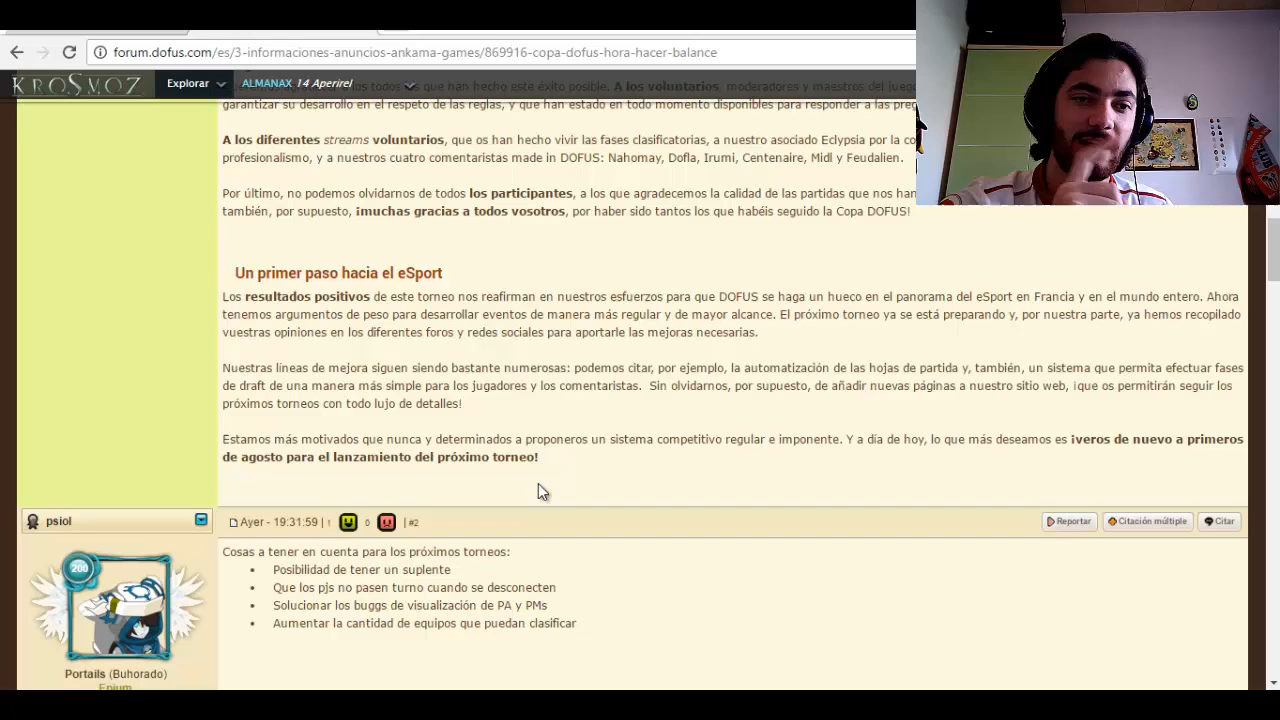 forum.dofus.com/es/3-informaciones-anuncios-ankama-games/869916-copa-dofus-hora-hacer-balance
KROSMOZ Explorar ALMANAX 14 Aperirel
los todos los que han hecho este éxito posible. A los voluntarios, moderadores y maestros del juego
garantizar su desarrollo en el respeto de las reglas, y que han estado en todo momento disponibles para responder a las
A los diferentes streams voluntarios, que os han hecho vivir las fases clasificatorias, a nuestro asociado Eclypsia por la
profesionalismo, y a nuestros cuatro comentaristas made in DOFUS: Nahomay, Dofla, Irumi, Centenaire, Midl y Feudalien.
Por último, no podemos olvidarnos de todos los participantes, a los que agradecemos la calidad de las partidas que nos han
también, por supuesto, ¡muchas gracias a todos vosotros, por haber sido tantos los que habéis seguido la Copa DOFUS!
Un primer paso hacia el eSport
Los resultados positivos de este torneo nos reafirman en nuestros esfuerzos para que DOFUS se haga un hueco en el panorama del eSport en Francia y en el mundo entero. Ahora
tenemos argumentos de peso para desarrollar eventos de manera más regular y de mayor alcance. El próximo torneo ya se está preparando y, por nuestra parte, ya hemos recopilado
vuestras opiniones en los diferentes foros y redes sociales para aportarle las mejoras necesarias.
Nuestras líneas de mejora siguen siendo bastante numerosas: podemos citar, por ejemplo, la automatización de las hojas de partida y, también, un sistema que permita efectuar fases
de draft de una manera más simple para los jugadores y los comentaristas. Sin olvidarnos, por supuesto, de añadir nuevas páginas a nuestro sitio web, ¡que os permitirán seguir los
próximos torneos con todo lujo de detalles!
Estamos más motivados que nunca y determinados a proponeros un sistema competitivo regular e imponente. Y a día de hoy, lo que más deseamos es ¡veros de nuevo a primeros
de agosto para el lanzamiento del próximo torneo!
psiol Ayer - 19:31:59 | 1 0 | #2 Reportar Citación múltiple Citar
Cosas a tener en cuenta para los próximos torneos:
• Posibilidad de tener un suplente
• Que los pjs no pasen turno cuando se desconecten
• Solucionar los buggs de visualización de PA y PMs
• Aumentar la cantidad de equipos que puedan clasificar
200
Portails (Buhorado)